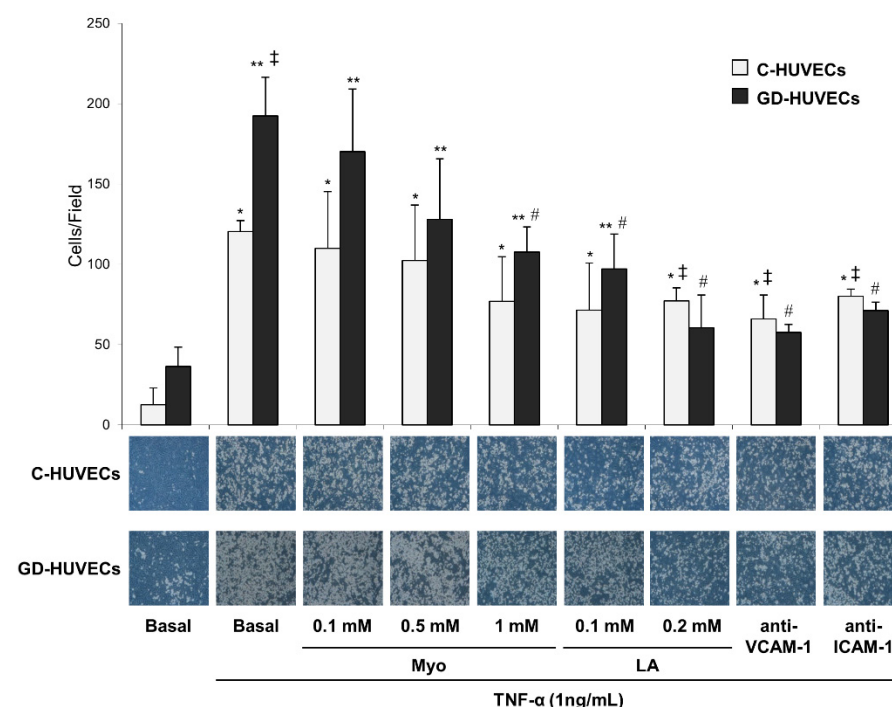 250
200
150
100
50
0
Cells/Field
C-HUVECs
GD-HUVECs
** ‡
*
**
*
**
*
** #
*
** #
*
* ‡
#
* ‡
#
* ‡
#
C-HUVECs
GD-HUVECs
Basal Basal 0.1 mM 0.5 mM 1 mM 0.1 mM 0.2 mM anti- anti-
VCAM-1 ICAM-1
Myo LA
TNF-α (1ng/mL)